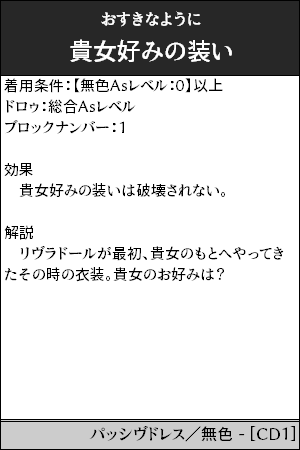 おすきなように
貴女好みの装い
着用条件：【無色Asレベル：0】以上
ドロゥ：総合Asレベル
ブロックナンバー：1
効果
　貴女好みの装いは破壊されない。
解説
　リヴラドールが最初、貴女のもとへやってき
たその時の衣装。貴女のお好みは？
パッシヴドレス／無色 - [CD1]